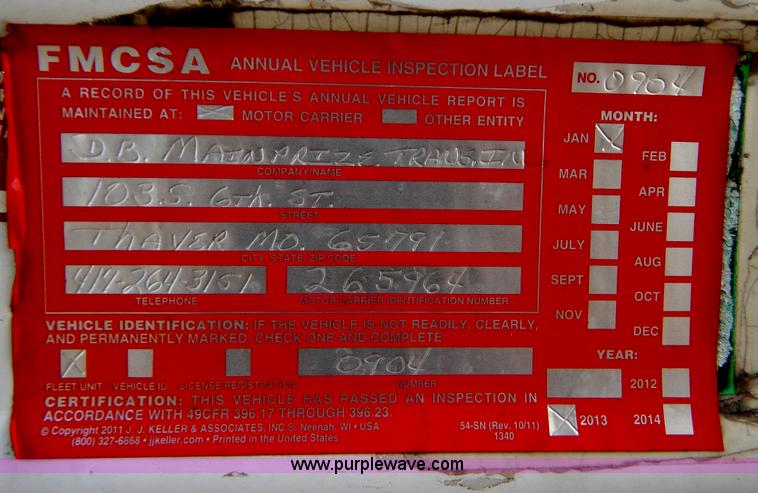 FMCSA ANNUAL VEHICLE INSPECTION LABEL
NO. 0904
A RECORD OF THIS VEHICLE'S ANNUAL VEHICLE REPORT IS
MAINTAINED AT: MOTOR CARRIER OTHER ENTITY
D.B. MAINPRIZE TRANS. IN
COMPANY/NAME
103 S. 6th. ST.
STREET
THAYER MO. 65791
CITY, STATE, ZIP CODE
417-264-3151 265964
TELEPHONE MOTOR CARRIER IDENTIFICATION NUMBER
MONTH:
JAN FEB
MAR APR
MAY JUNE
JULY AUG
SEPT OCT
NOV DEC
VEHICLE IDENTIFICATION: IF THE VEHICLE IS NOT READILY, CLEARLY,
AND PERMANENTLY MARKED, CHECK ONE AND COMPLETE:
0904
FLEET UNIT VEHICLE ID LICENSE REGISTRATION NUMBER
YEAR:
2012
2013 2014
CERTIFICATION: THIS VEHICLE HAS PASSED AN INSPECTION IN
ACCORDANCE WITH 49CFR 396.17 THROUGH 396.23.
© Copyright 2011 J. J. KELLER & ASSOCIATES, INC.®, Neenah, WI • USA
(800) 327-6868 • jjkeller.com • Printed in the United States
54-SN (Rev. 10/11)
1340
www.purplewave.com